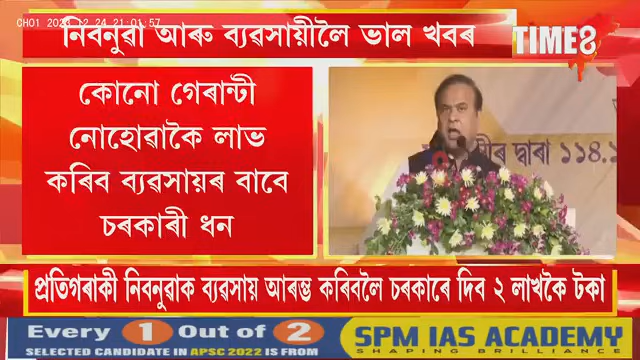 CH01 2023 12 24 21:01:57
নিবনুৱা আৰু ব্যৱসায়ীলৈ ভাল খবৰ
TIME8
কোনো গেৰান্টী
নোহোৱাকৈ লাভ
কৰিব ব্যৱসায়ৰ বাবে
চৰকাৰী ধন
দ্বাৰা ১১৪.
প্ৰতিগৰাকী নিবনুৱাক ব্যৱসায় আৰম্ভ কৰিবলৈ চৰকাৰে দিব ২ লাখকৈ টকা
Every 1 Out of 2
SELECTED CANDIDATE IN APSC 2022 IS FROM
SPM IAS ACADEMY
SHAPING BRILLIANCE